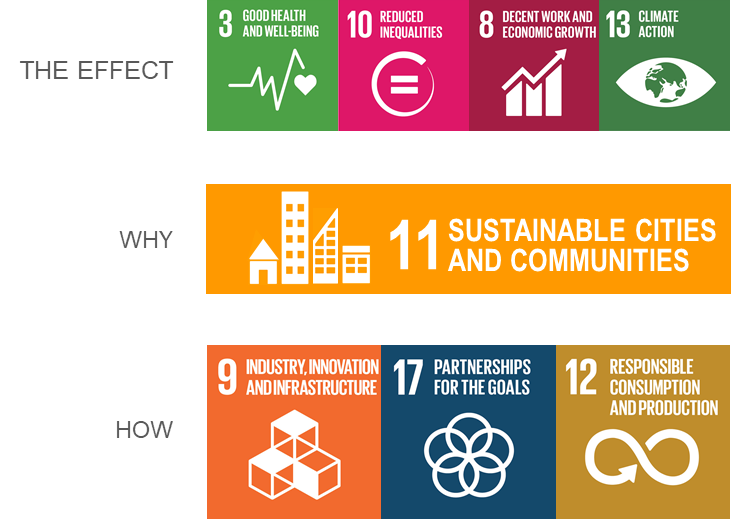 THE EFFECT
3 GOOD HEALTH
AND WELL-BEING
10 REDUCED
INEQUALITIES
8 DECENT WORK AND
ECONOMIC GROWTH
13 CLIMATE
ACTION
WHY
11 SUSTAINABLE CITIES
AND COMMUNITIES
HOW
9 INDUSTRY, INNOVATION
AND INFRASTRUCTURE
17 PARTNERSHIPS
FOR THE GOALS
12 RESPONSIBLE
CONSUMPTION
AND PRODUCTION